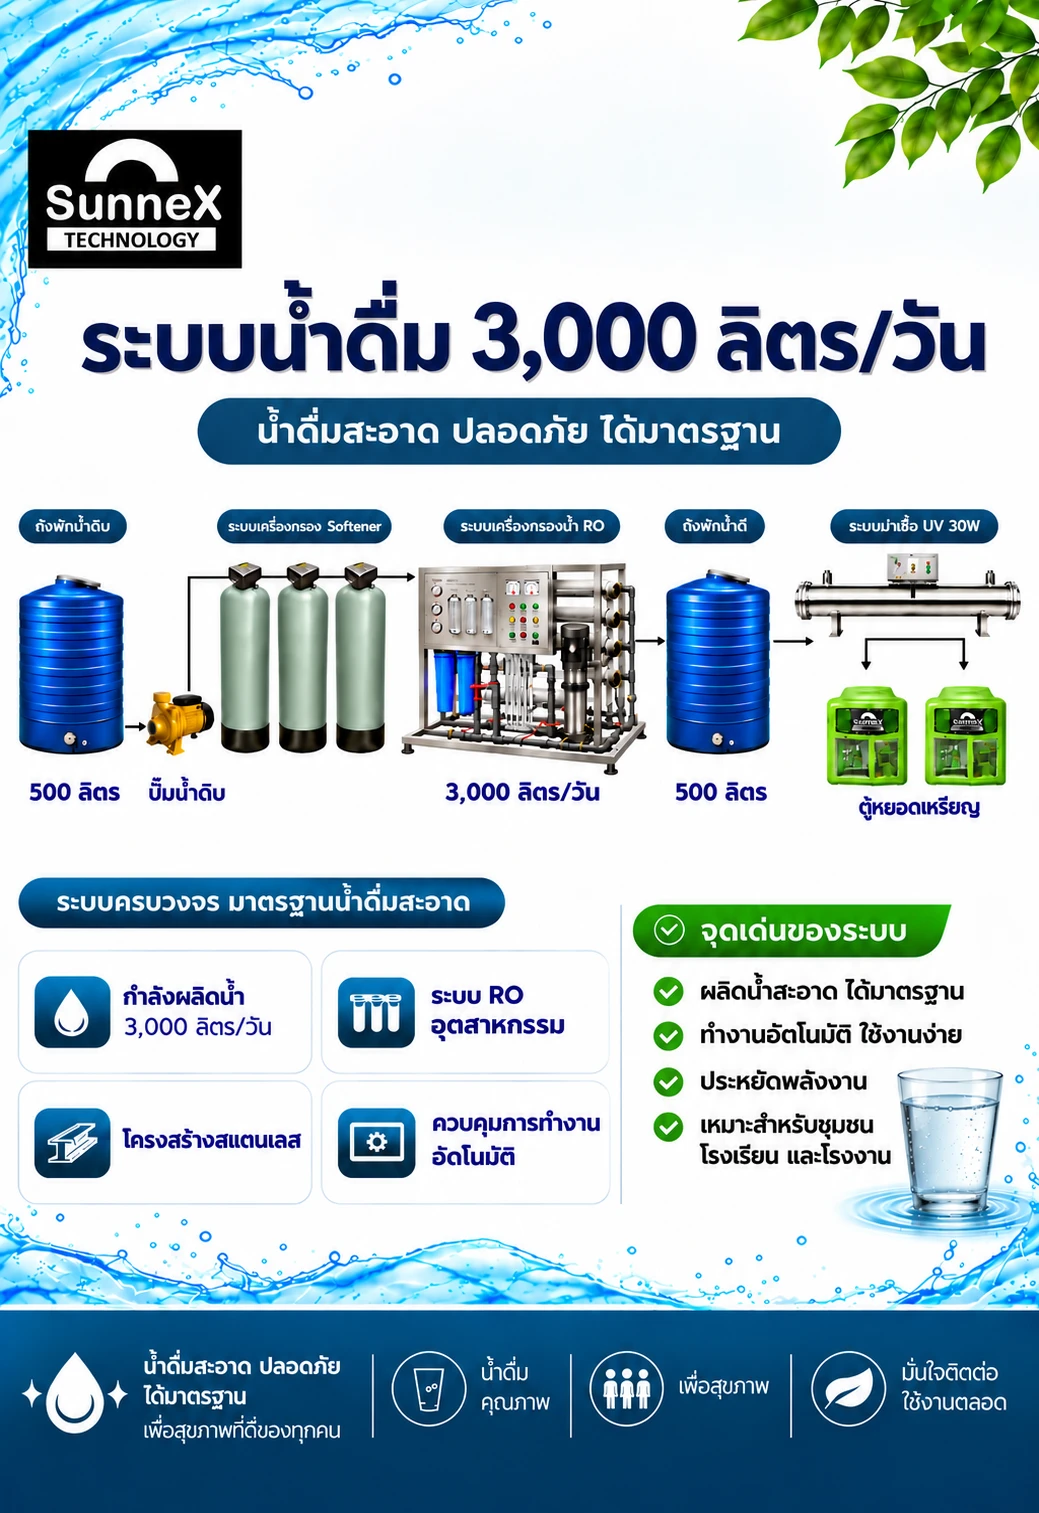 SunneX
TECHNOLOGY
ระบบน้ำดื่ม 3,000 ลิตร/วัน
น้ำดื่มสะอาด ปลอดภัย ได้มาตรฐาน
ถังพักน้ำดิบ
ระบบเครื่องกรอง Softener
ระบบเครื่องกรองน้ำ RO
ถังพักน้ำดี
ระบบฆ่าเชื้อ UV 30W
500 ลิตร
ปั๊มน้ำดิบ
3,000 ลิตร/วัน
500 ลิตร
ตู้หยอดเหรียญ
ระบบครบวงจร มาตรฐานน้ำดื่มสะอาด
กำลังผลิตน้ำ
3,000 ลิตร/วัน
ระบบ RO
อุตสาหกรรม
โครงสร้างสแตนเลส
ควบคุมการทำงาน
อัดโนมัติ
จุดเด่นของระบบ
ผลิตน้ำสะอาด ได้มาตรฐาน
ทำงานอัตโนมัติ ใช้งานง่าย
ประหยัดพลังงาน
เหมาะสำหรับชุมชน
โรงเรียน และโรงงาน
น้ำดื่มสะอาด ปลอดภัย
ได้มาตรฐาน
เพื่อสุขภาพที่ดีของทุกคน
น้ำดื่ม
คุณภาพ
เพื่อสุขภาพ
มั่นใจติตต่อ
ใช้งานตลอด